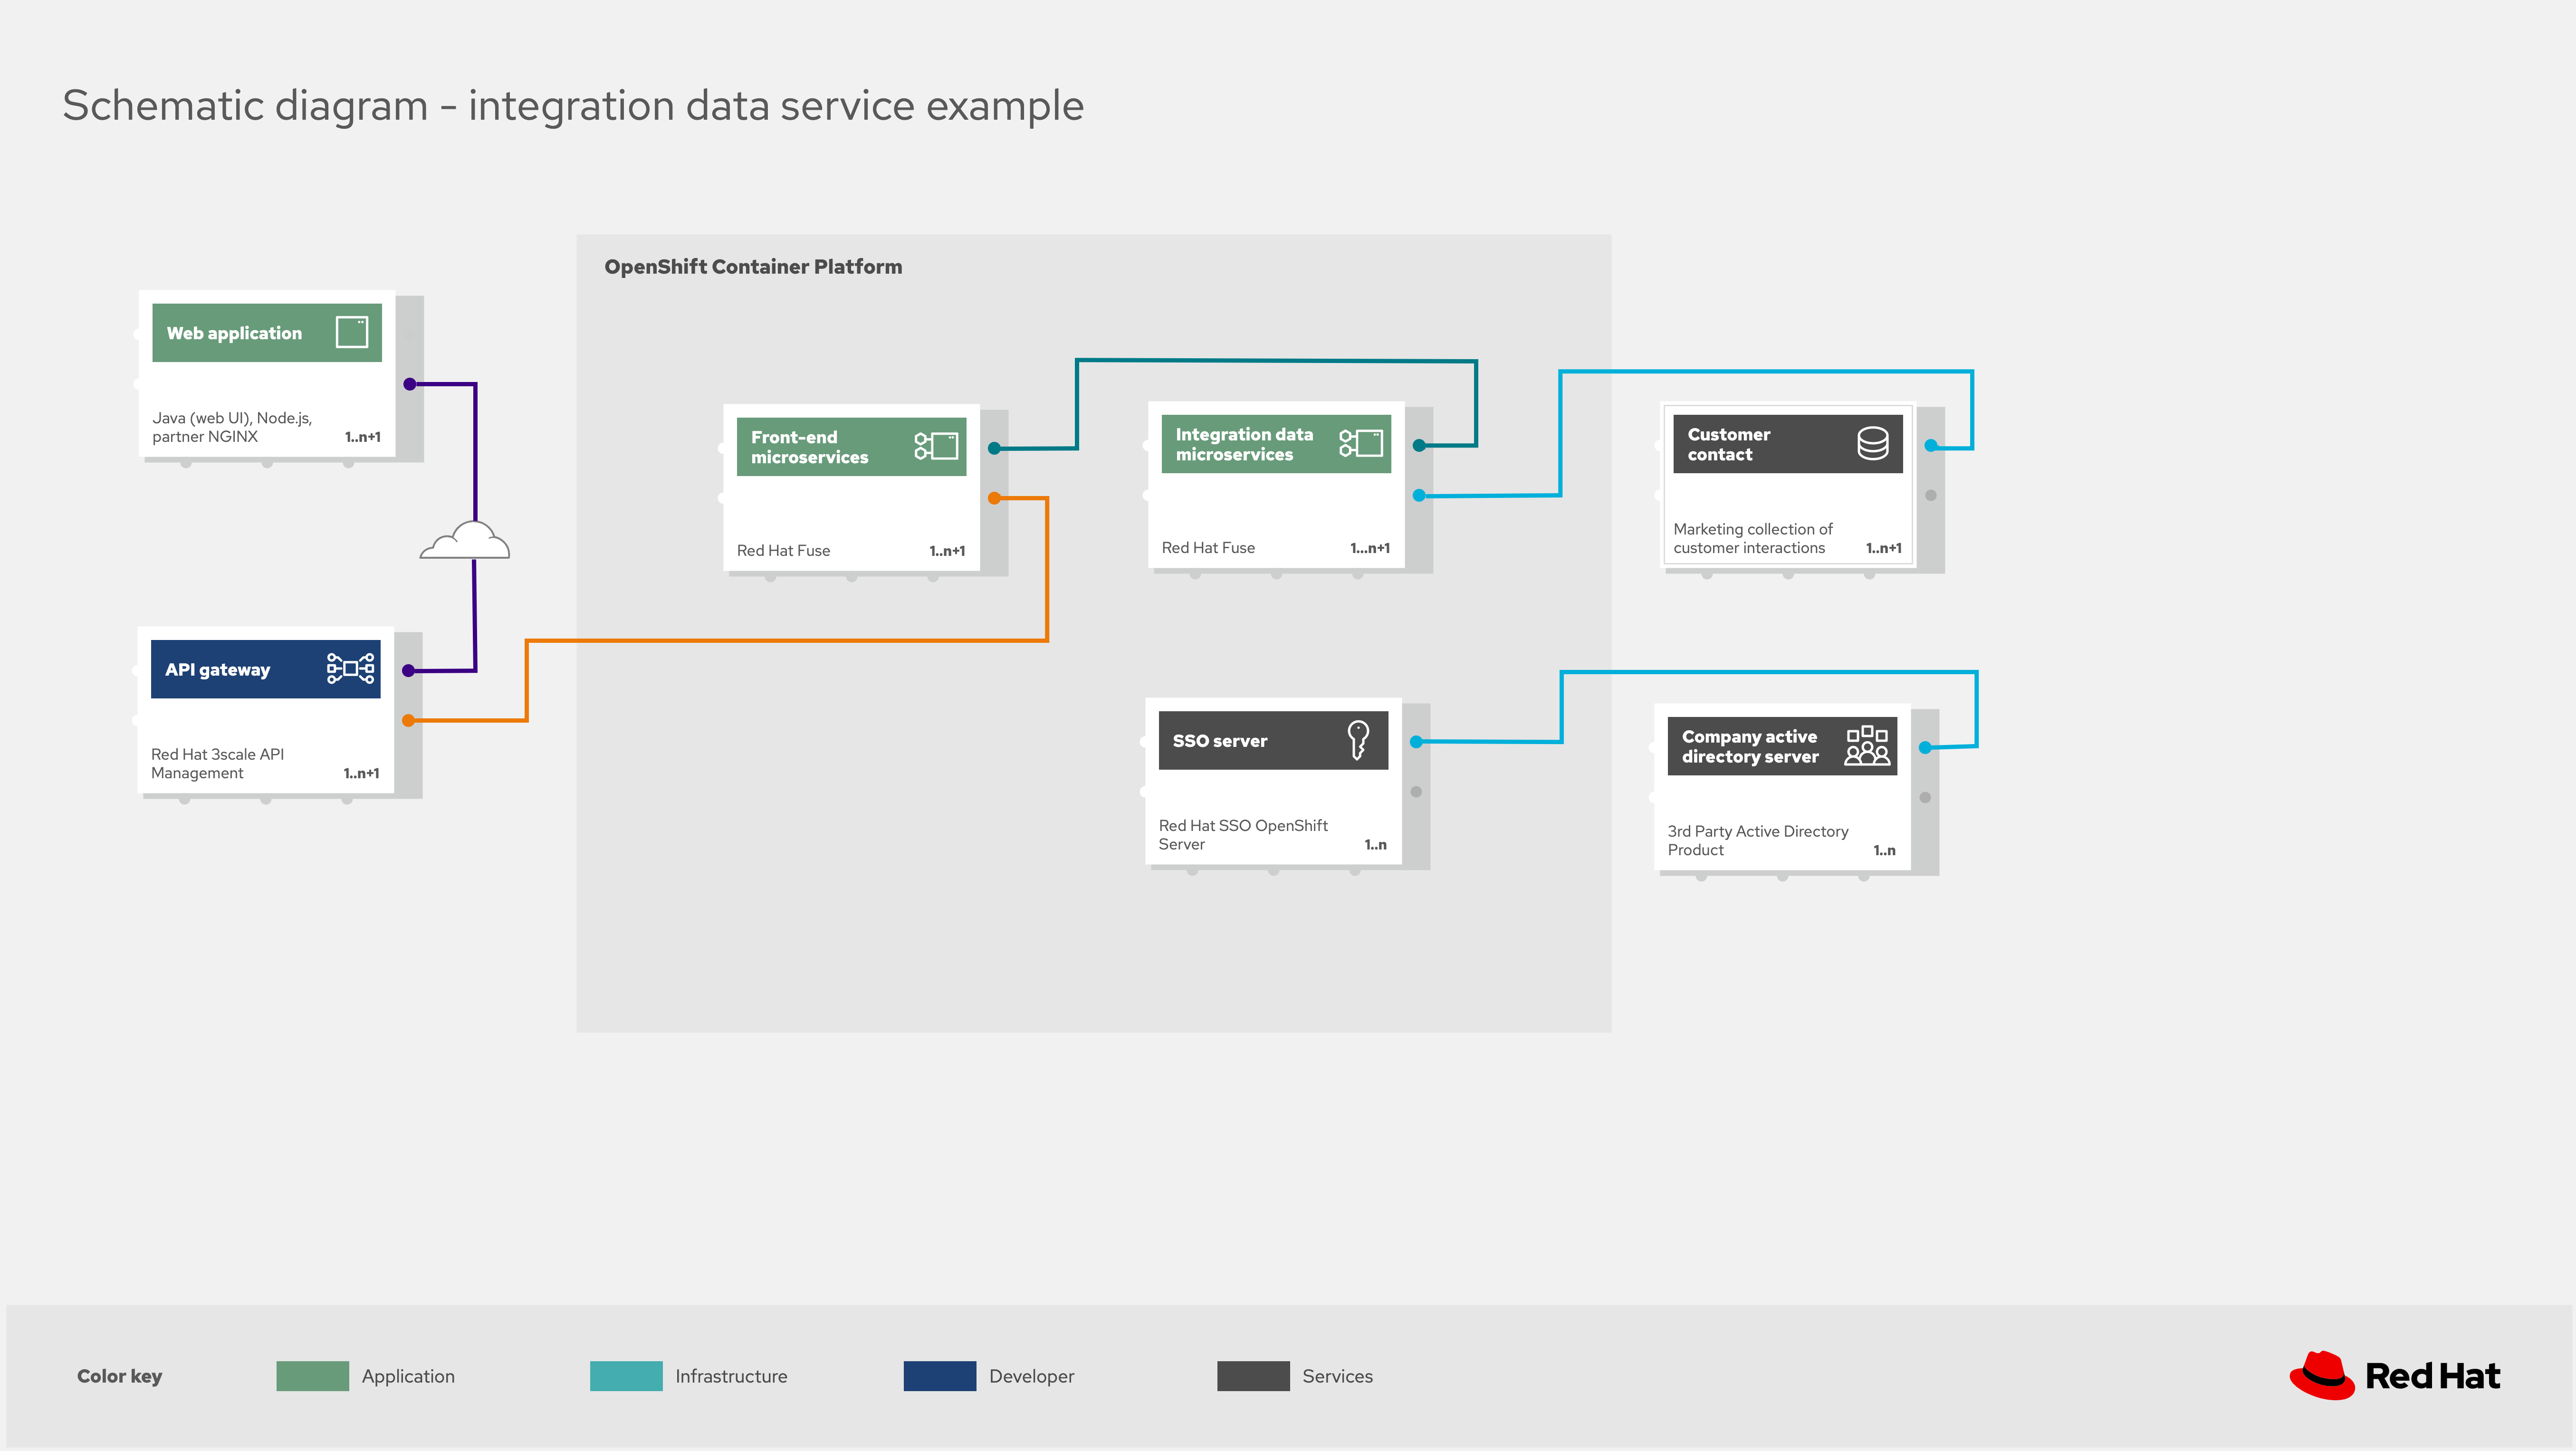 Schematic diagram - integration data service example
OpenShift Container Platform
Web application
Java (web UI), Node.js,
partner NGINX
1..n+1
API gateway
Red Hat 3scale API
Management
1..n+1
Front-end
microservices
Red Hat Fuse
1..n+1
Integration data
microservices
Red Hat Fuse
1...n+1
Customer
contact
Marketing collection of
customer interactions
1..n+1
SSO server
Red Hat SSO OpenShift
Server
1..n
Company active
directory server
3rd Party Active Directory
Product
1..n
Color key
Application
Infrastructure
Developer
Services
Red Hat